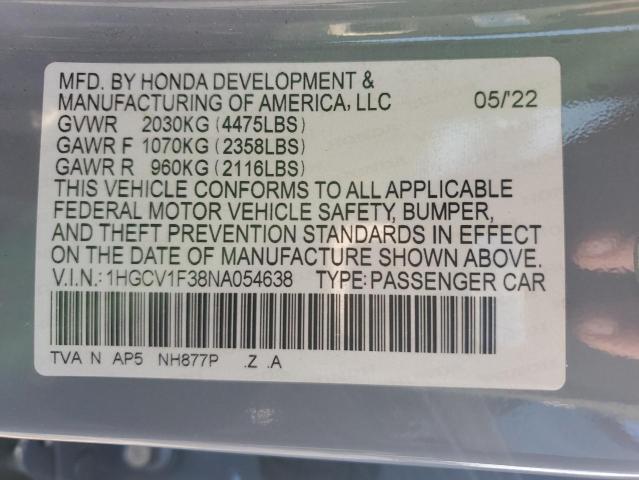 MFD. BY HONDA DEVELOPMENT &
MANUFACTURING OF AMERICA, LLC 05/'22
GVWR 2030KG (4475LBS)
GAWR F 1070KG (2358LBS)
GAWR R 960KG (2116LBS)
THIS VEHICLE CONFORMS TO ALL APPLICABLE
FEDERAL MOTOR VEHICLE SAFETY, BUMPER,
AND THEFT PREVENTION STANDARDS IN EFFECT
ON THE DATE OF MANUFACTURE SHOWN ABOVE.
V.I.N.: 1HGCV1F38NA054638 TYPE: PASSENGER CAR
TVA N AP5 NH877P .Z .A